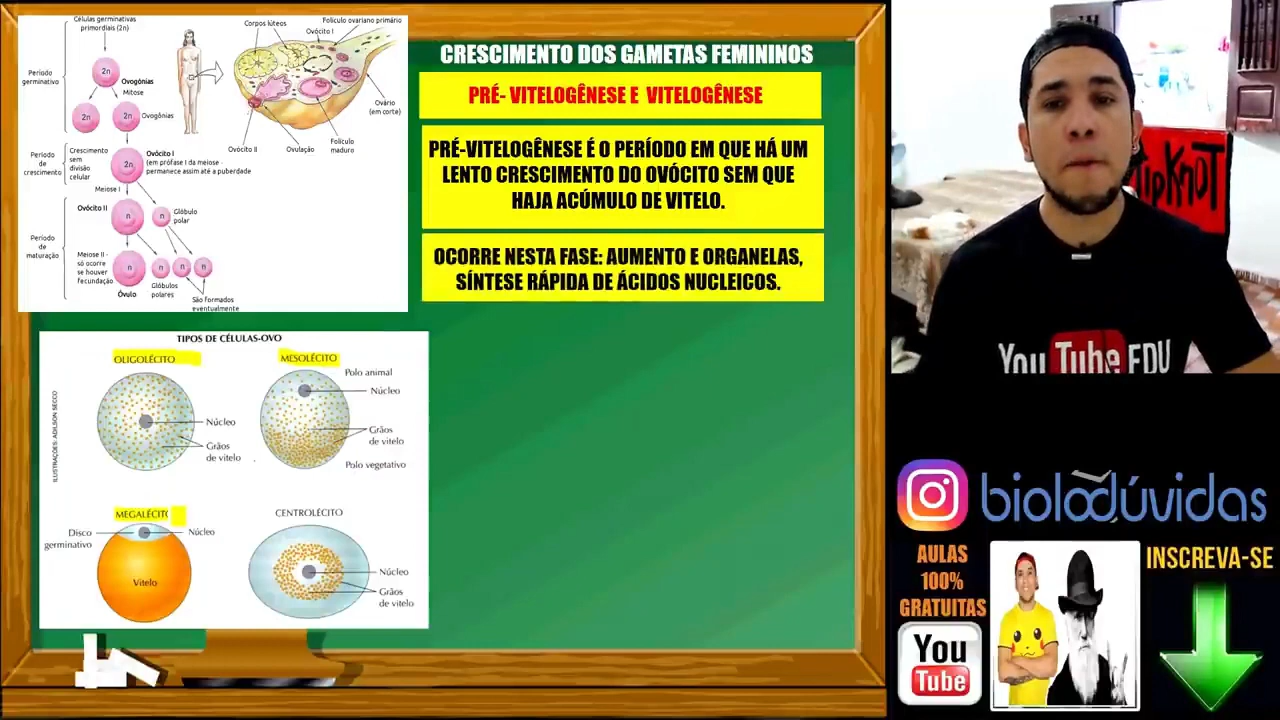 Células germinativas
primordiais (2n)
Período
germinativo
2n
Ovogônias
Mitose
2n
2n
Ovogônias
Período
de
crescimento
Crescimento
sem
divisão
celular
2n
Ovócito I
(em prófase I da meiose
permanece assim até a puberdade
Meiose I
Ovócito II
n
n
Glóbulo
polar
Período
de
maturação
Meiose II -
só ocorre
se houver
fecundação
n
n
n
n
Óvulo
Glóbulos
polares
São formados
eventualmente
Corpos lúteos
Folículo ovariano primário
Ovócito I
Ovário
(em corte)
Ovócito II
Ovulação
Folículo
maduro
CRESCIMENTO DOS GAMETAS FEMININOS
PRÉ- VITELOGÊNESE E VITELOGÊNESE
PRÉ-VITELOGÊNESE É O PERÍODO EM QUE HÁ UM
LENTO CRESCIMENTO DO OVÓCITO SEM QUE
HAJA ACÚMULO DE VITELO.
OCORRE NESTA FASE: AUMENTO E ORGANELAS,
SÍNTESE RÁPIDA DE ÁCIDOS NUCLEICOS.
TIPOS DE CÉLULAS-OVO
OLIGOLÉCITO
Núcleo
Grãos
de vitelo
MESOLÉCITO
Polo animal
Núcleo
Grãos
de vitelo
Polo vegetativo
ILUSTRAÇÕES: ADILSON SECCO
MEGALÉCITO
Disco
germinativo
Núcleo
Vitelo
CENTROLÉCITO
Núcleo
Grãos
de vitelo
You Tube EDU
biolodúvidas
AULAS
100%
GRATUITAS
You
Tube
INSCREVA-SE